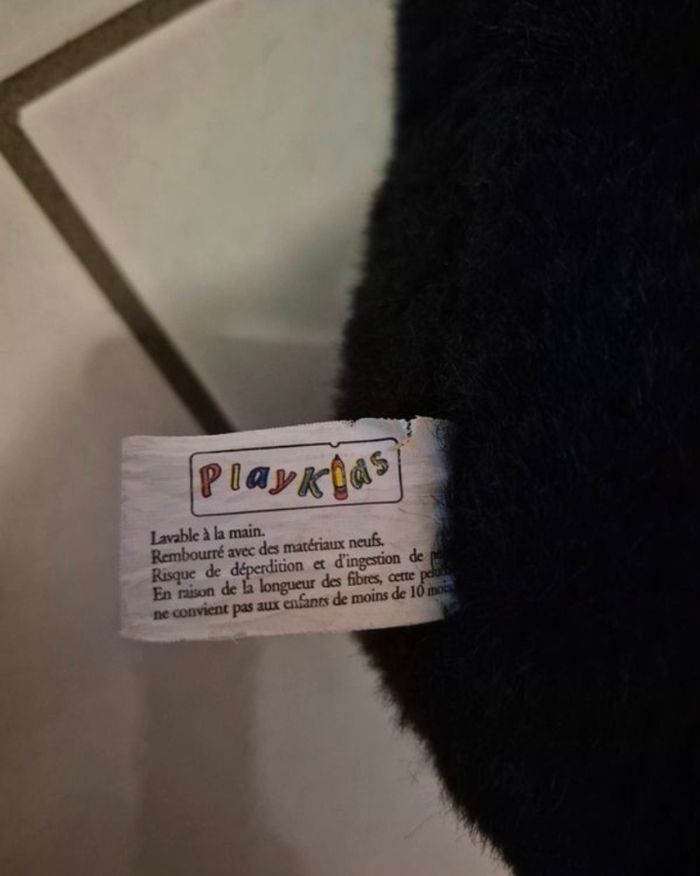 PlayKids
Lavable à la main.
Rembourré avec des matériaux neufs.
Risque de déperdition et d'ingestion de
En raison de la longueur des fibres, cette
ne convient pas aux enfants de moins de 10